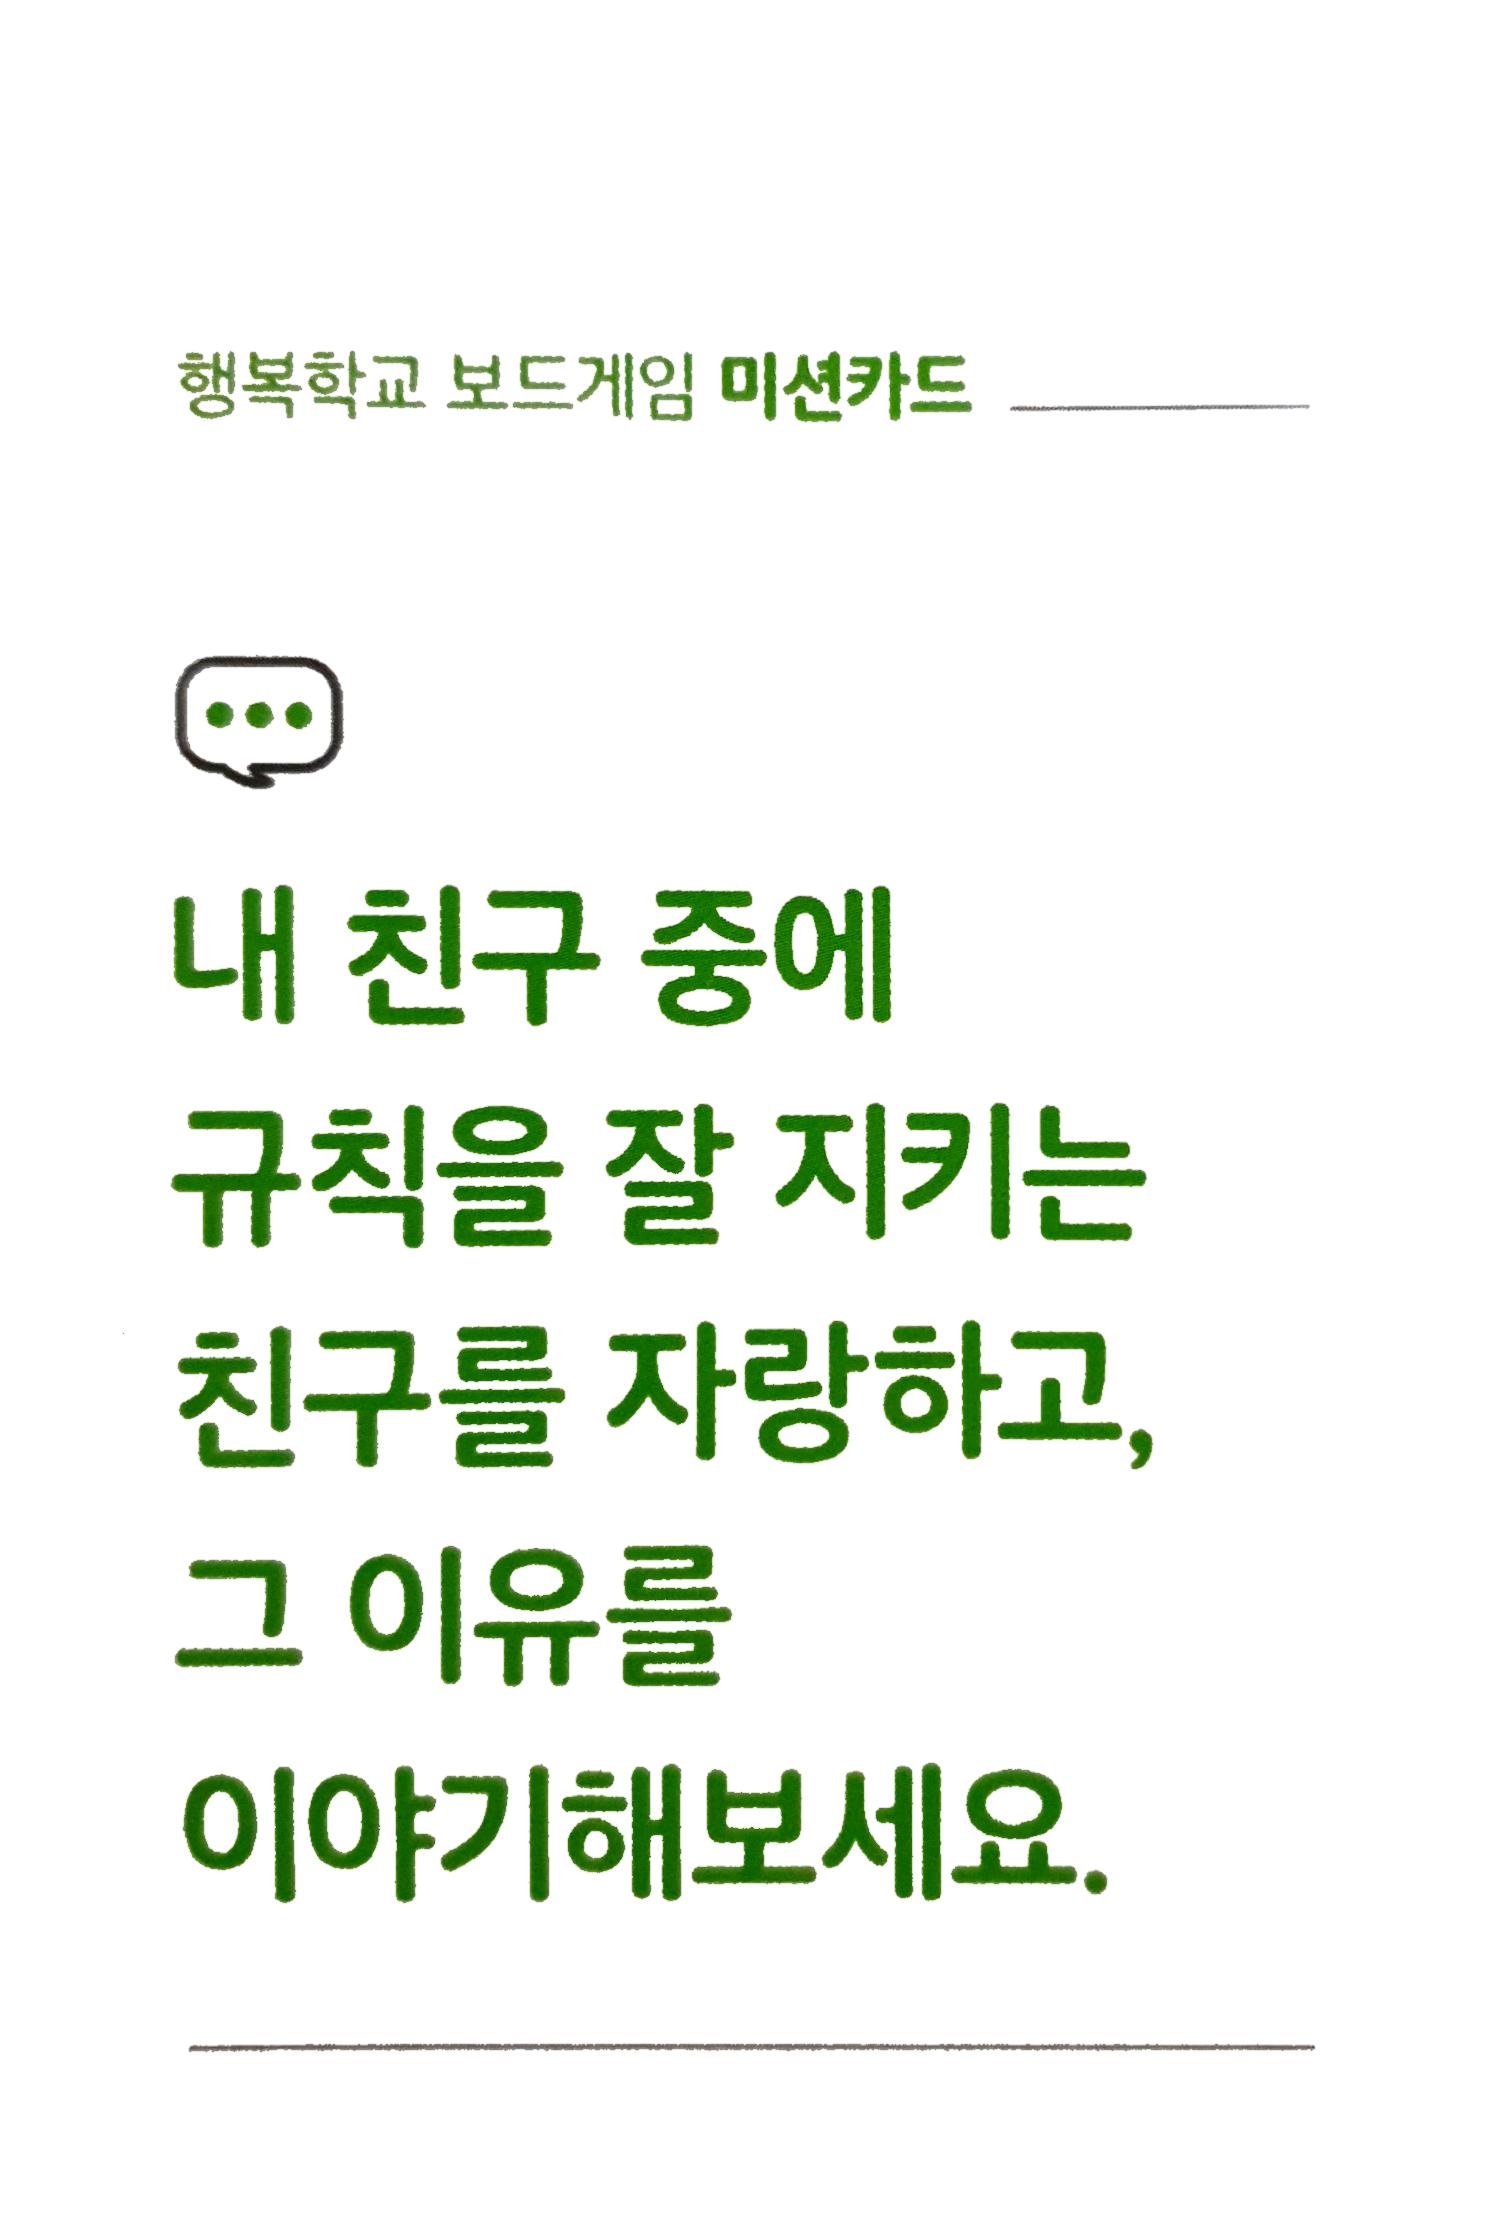 행복학교 보드게임 미션카드
내 친구 중에
규칙을 잘 지키는
친구를 자랑하고,
그 이유를
이야기해보세요.